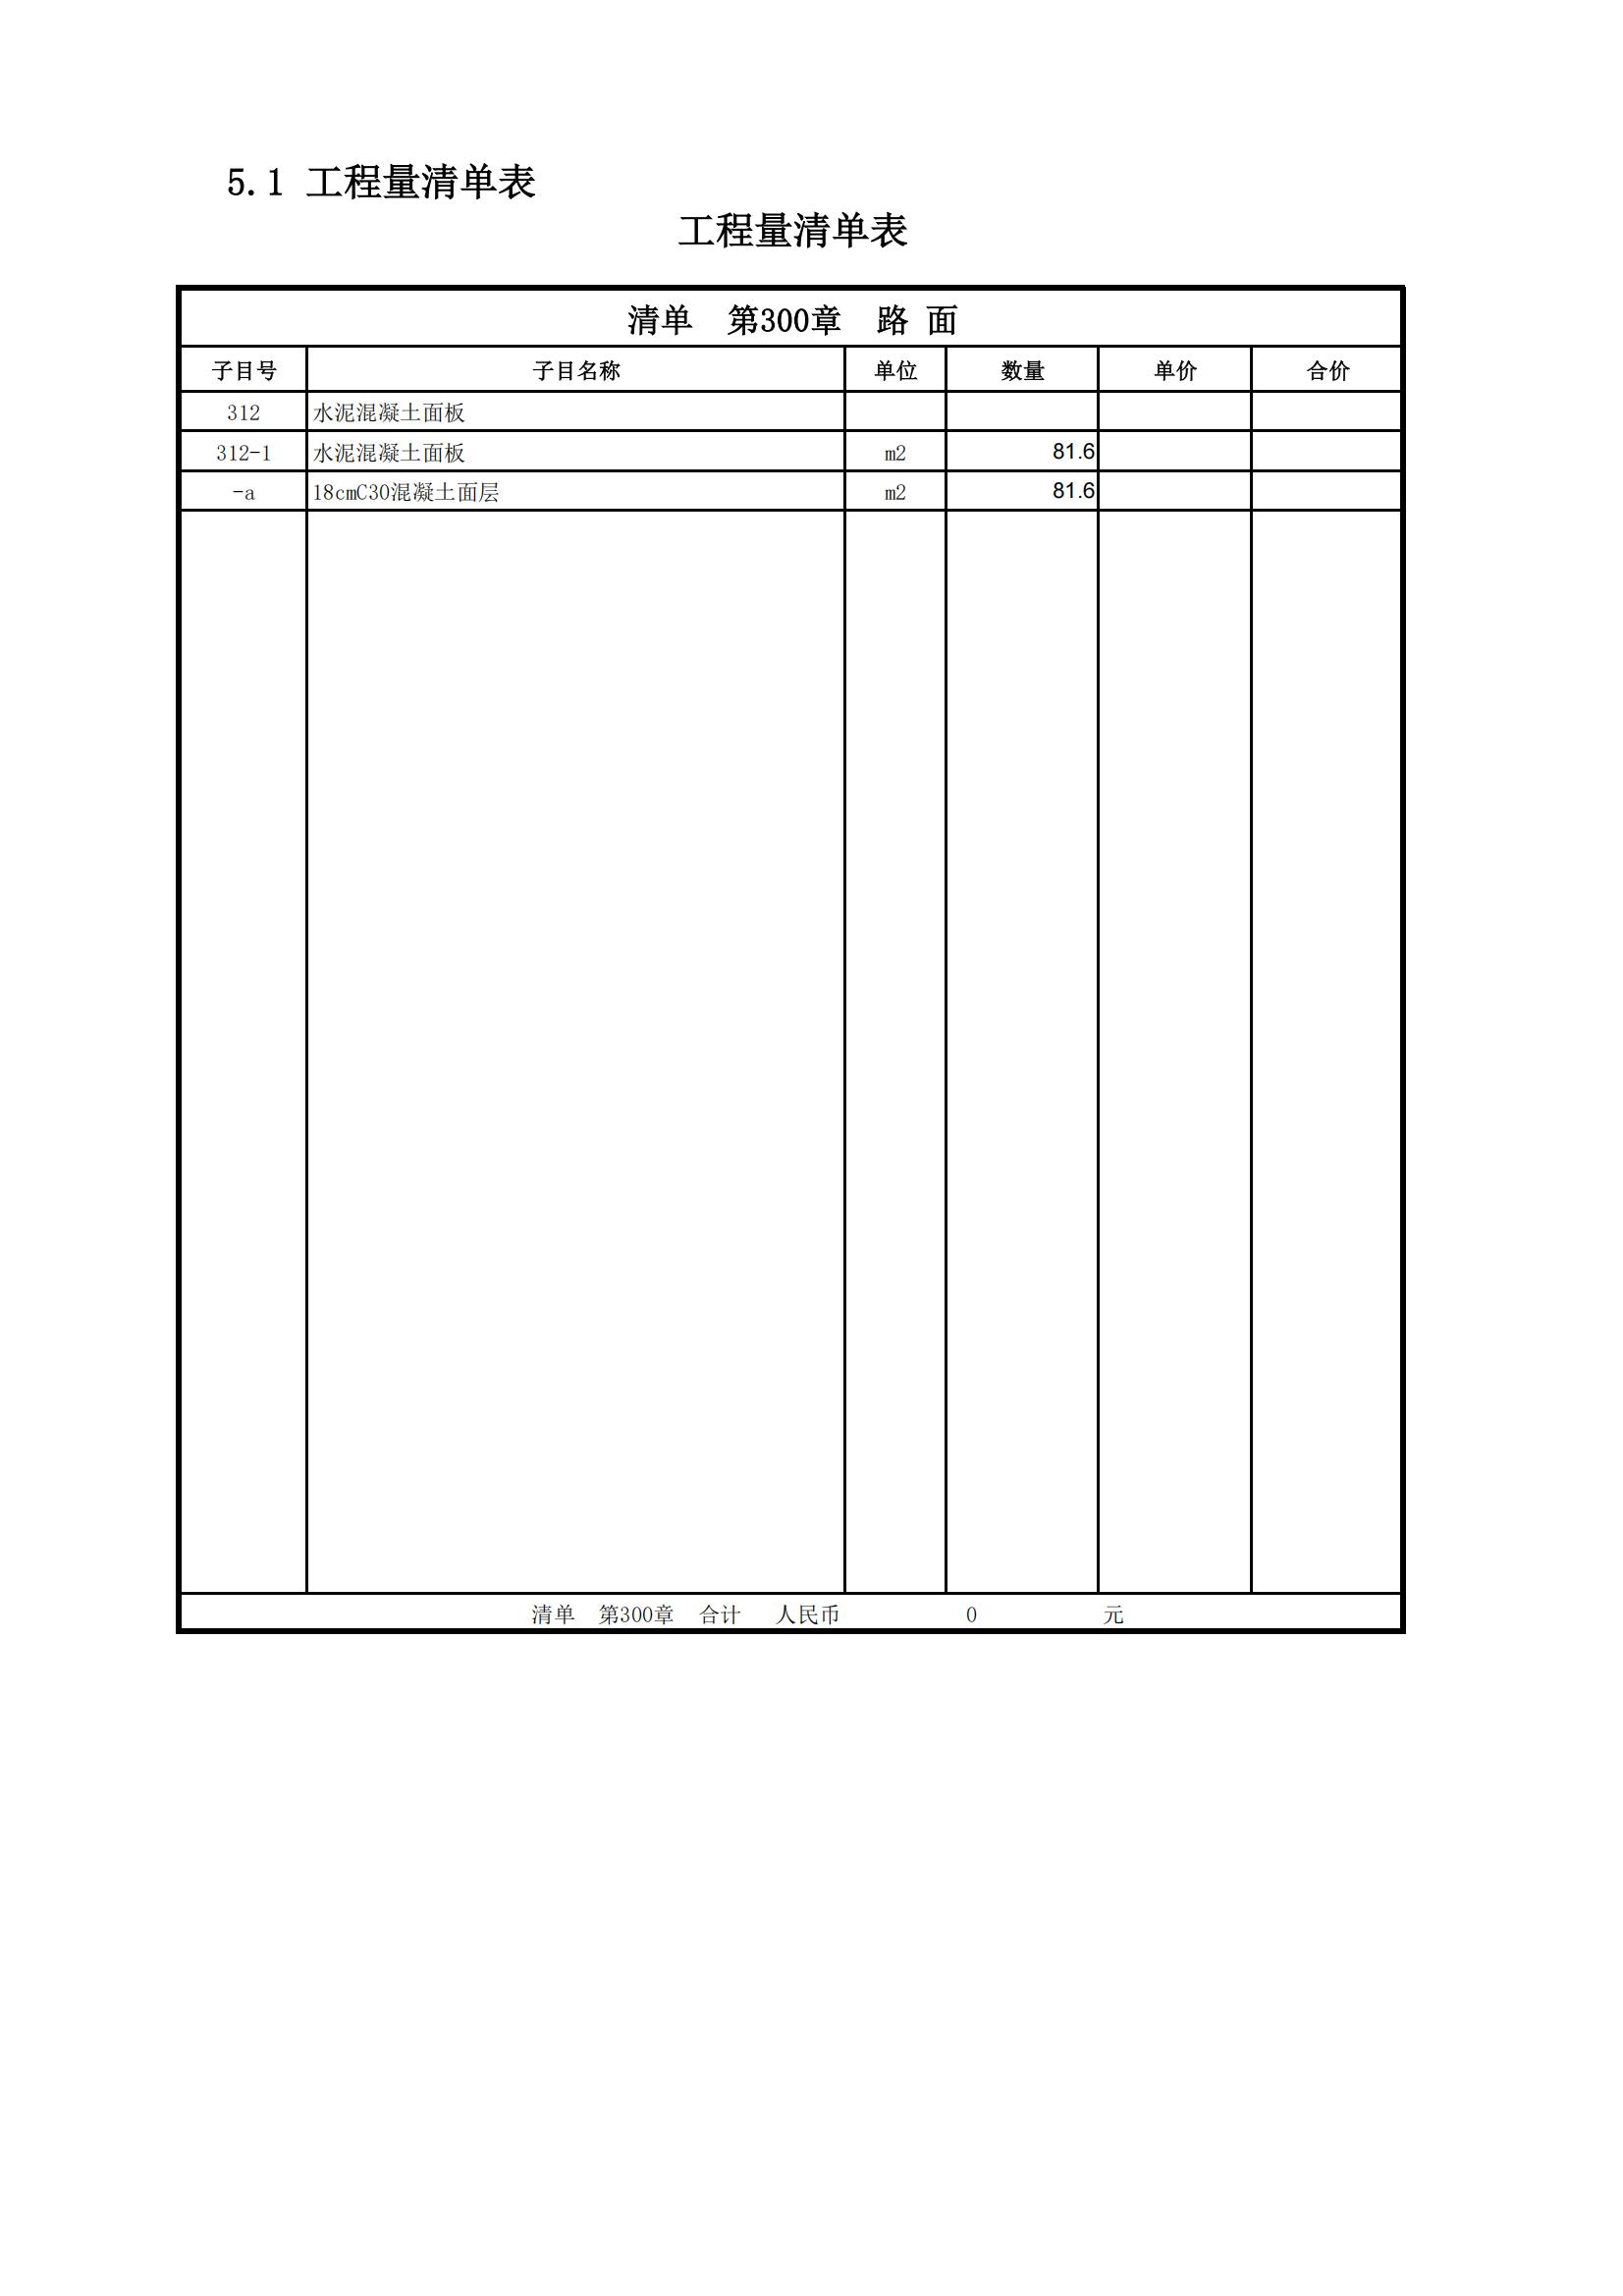 5.1 工程量清单表
工程量清单表
清单 第300章 路 面
子目号 子目名称 单位 数量 单价 合价
312 水泥混凝土面板
312-1 水泥混凝土面板 m2 81.6
-a 18cmC30混凝土面层 m2 81.6
清单 第300章 合计 人民币 0 元